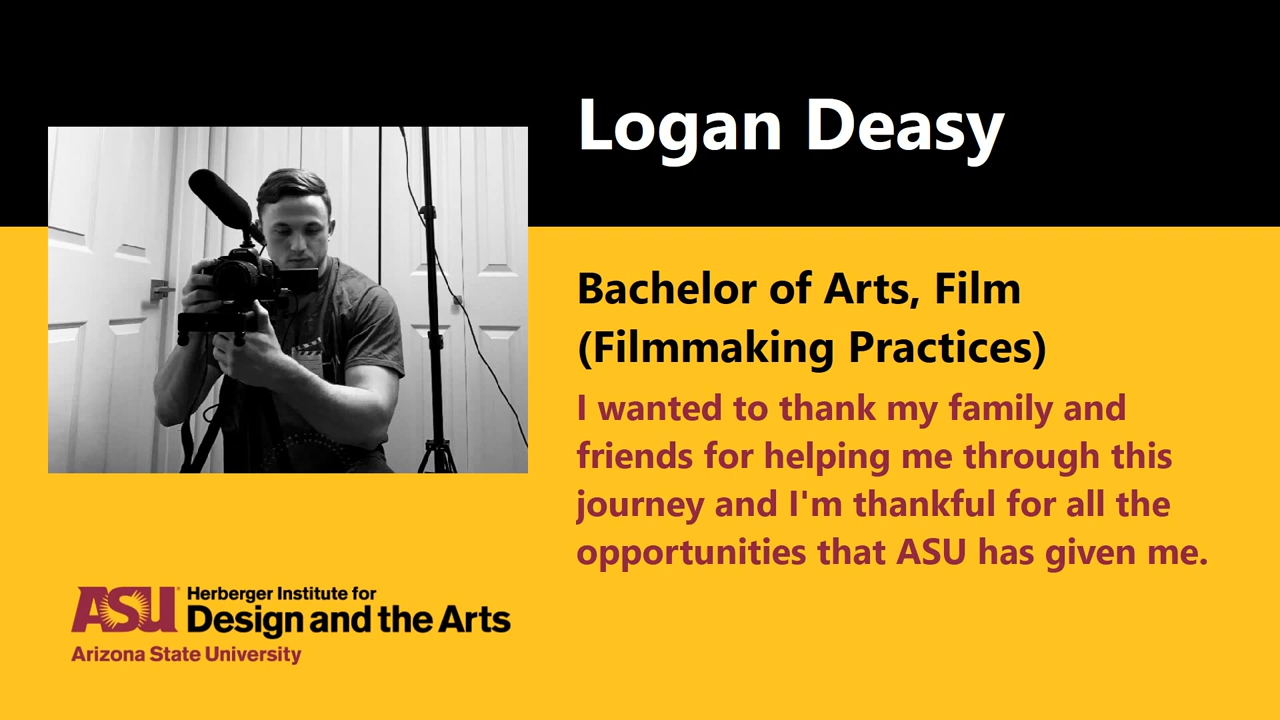 Logan Deasy
Bachelor of Arts, Film
(Filmmaking Practices)
I wanted to thank my family and
friends for helping me through this
journey and I'm thankful for all the
opportunities that ASU has given me.
ASU Herberger Institute for
Design and the Arts
Arizona State University